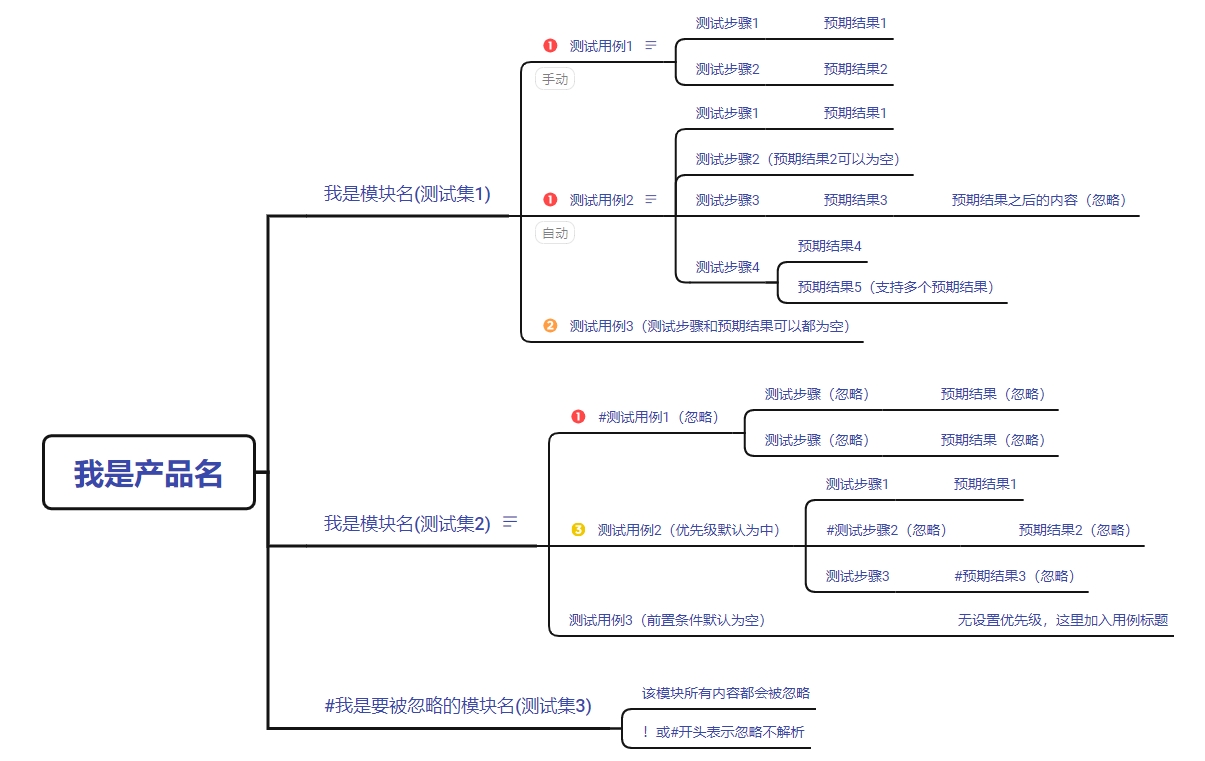 我是产品名
我是模块名(测试集1)
1 测试用例1
手动
测试步骤1 预期结果1
测试步骤2 预期结果2
1 测试用例2
自动
测试步骤1 预期结果1
测试步骤2（预期结果2可以为空）
测试步骤3 预期结果3 预期结果之后的内容（忽略）
测试步骤4
预期结果4
预期结果5（支持多个预期结果）
2 测试用例3（测试步骤和预期结果可以都为空）
我是模块名(测试集2)
1 #测试用例1（忽略）
测试步骤（忽略） 预期结果（忽略）
测试步骤（忽略） 预期结果（忽略）
3 测试用例2（优先级默认为中）
测试步骤1 预期结果1
#测试步骤2（忽略） 预期结果2（忽略）
测试步骤3 #预期结果3（忽略）
测试用例3（前置条件默认为空） 无设置优先级，这里加入用例标题
#我是要被忽略的模块名(测试集3)
该模块所有内容都会被忽略
！或#开头表示忽略不解析